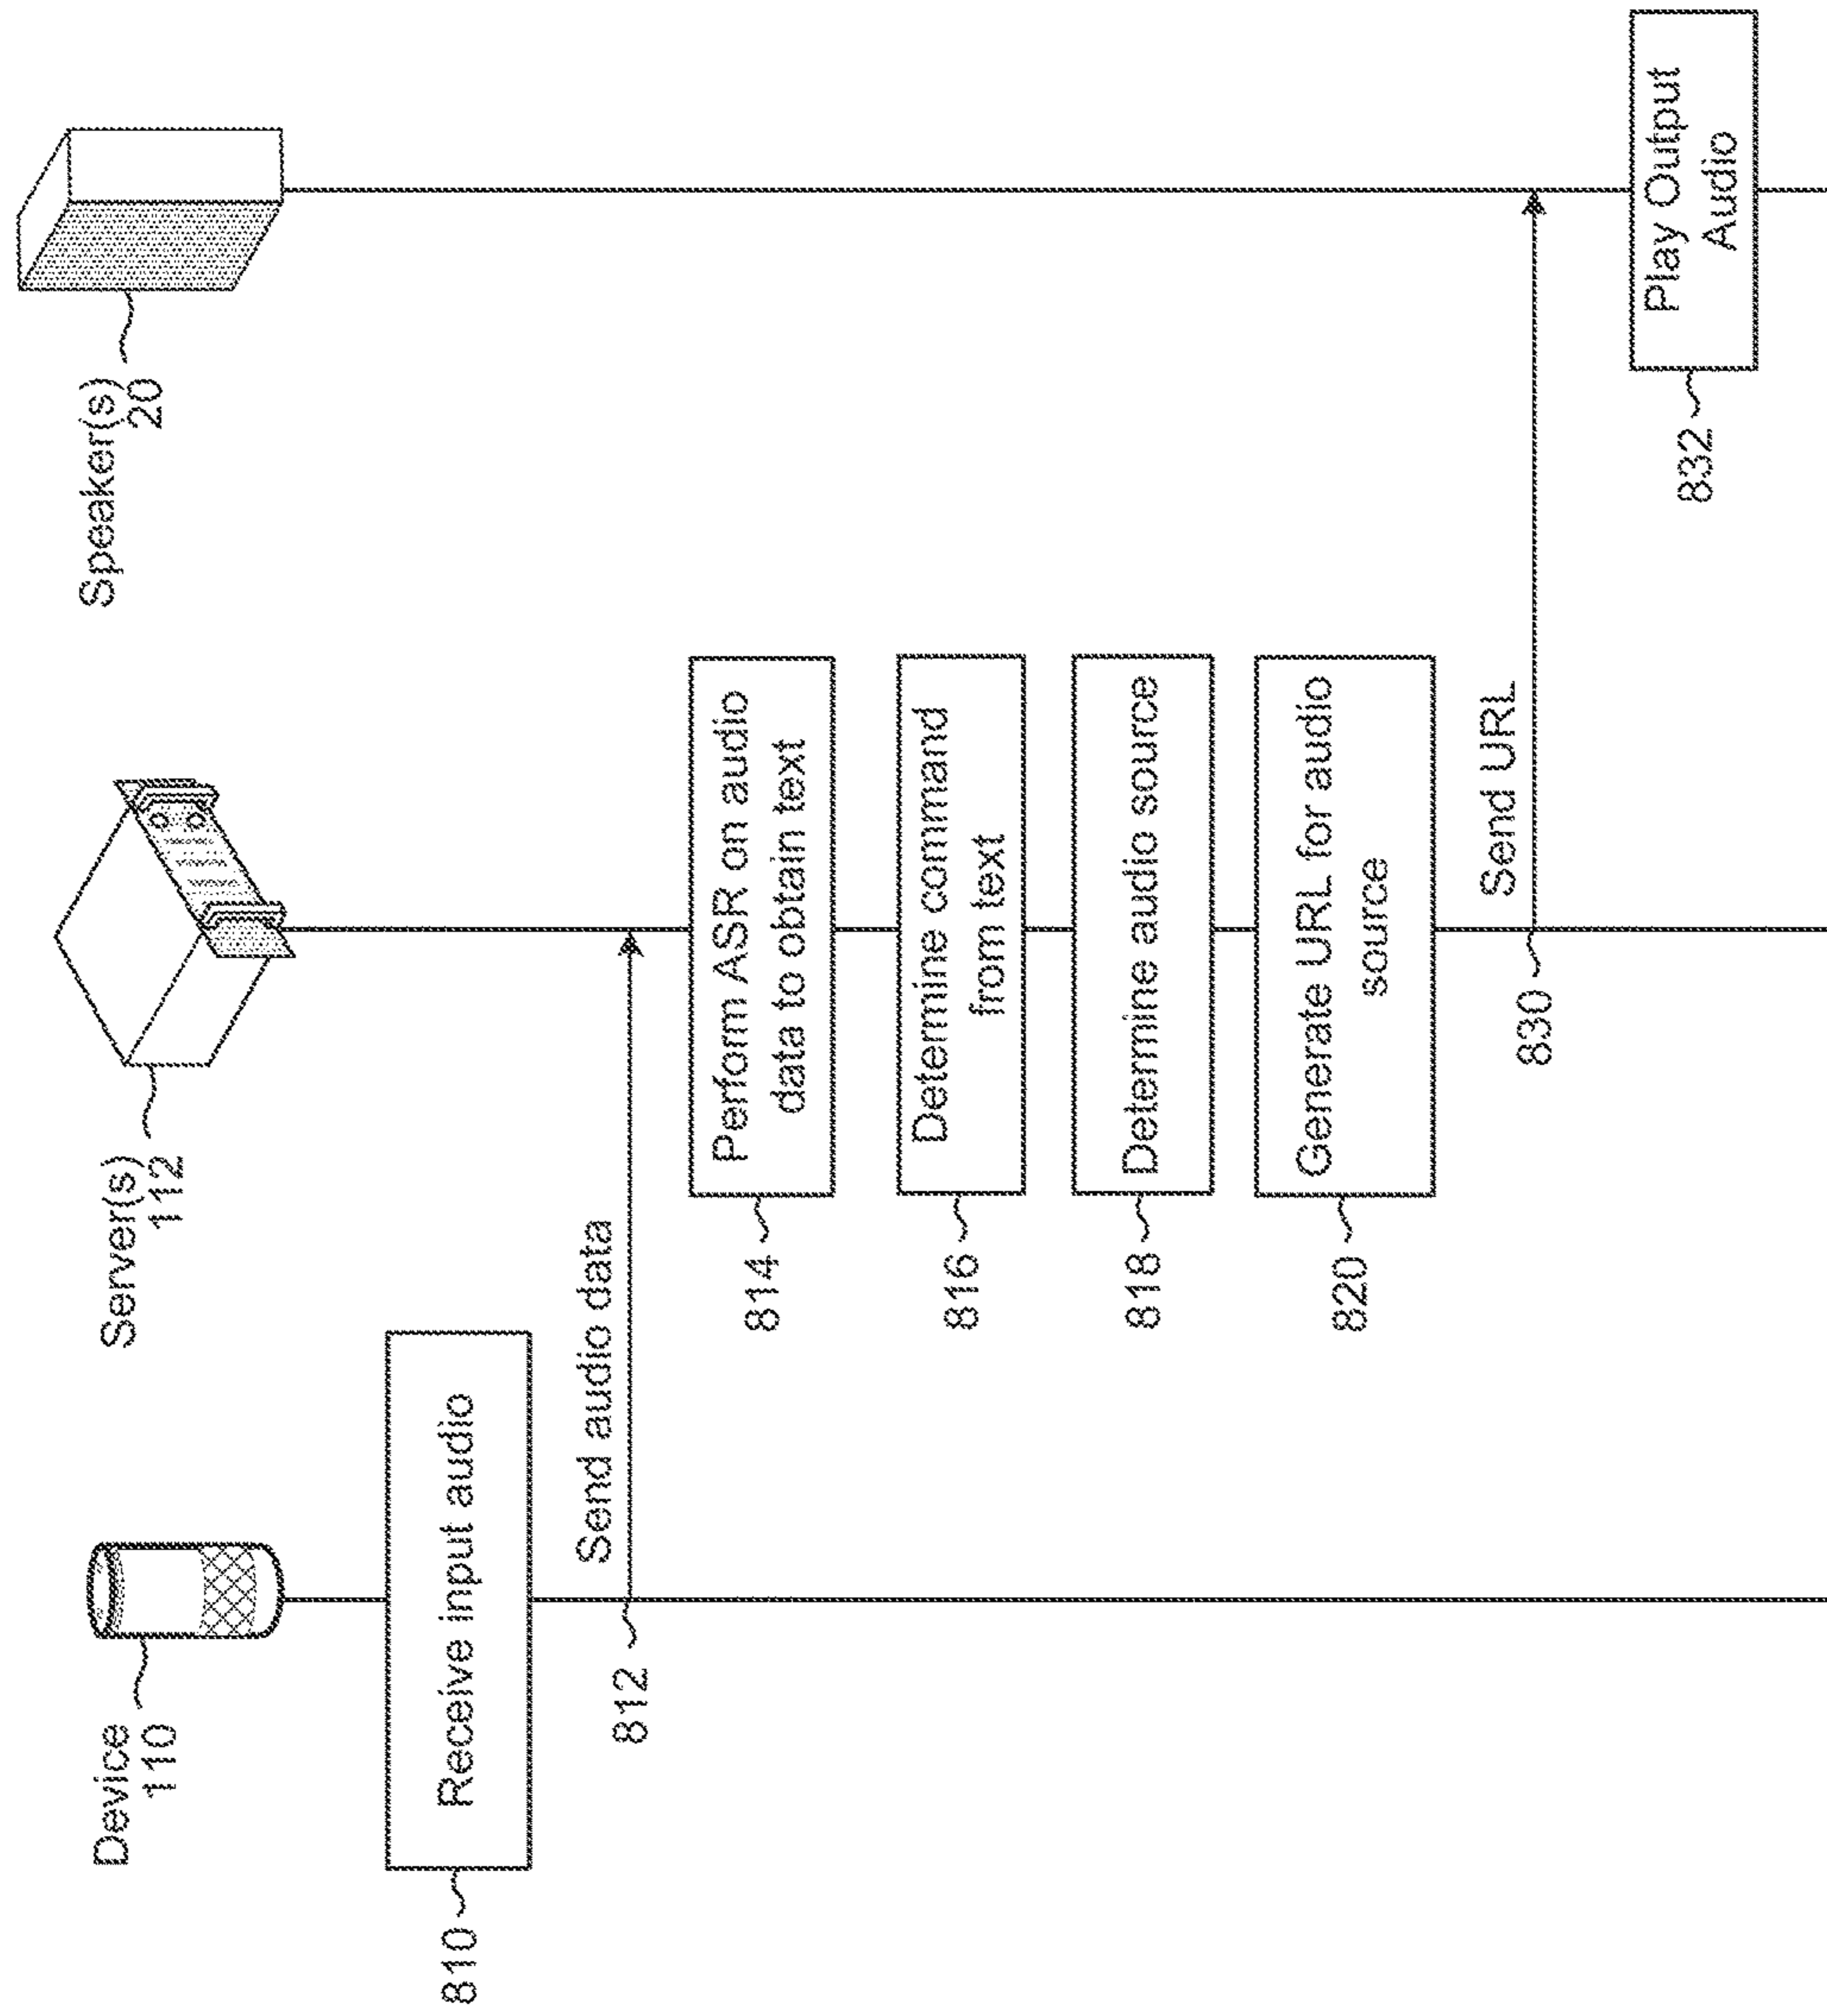 Device
110
Server(s)
112
Speaker(s)
20
810
Receive input audio
Send audio data
812
814
Perform ASR on audio
data to obtain text
816
Determine command
from text
818
Determine audio source
820
Generate URL for audio
source
Send URL
830
832
Play Output
Audio